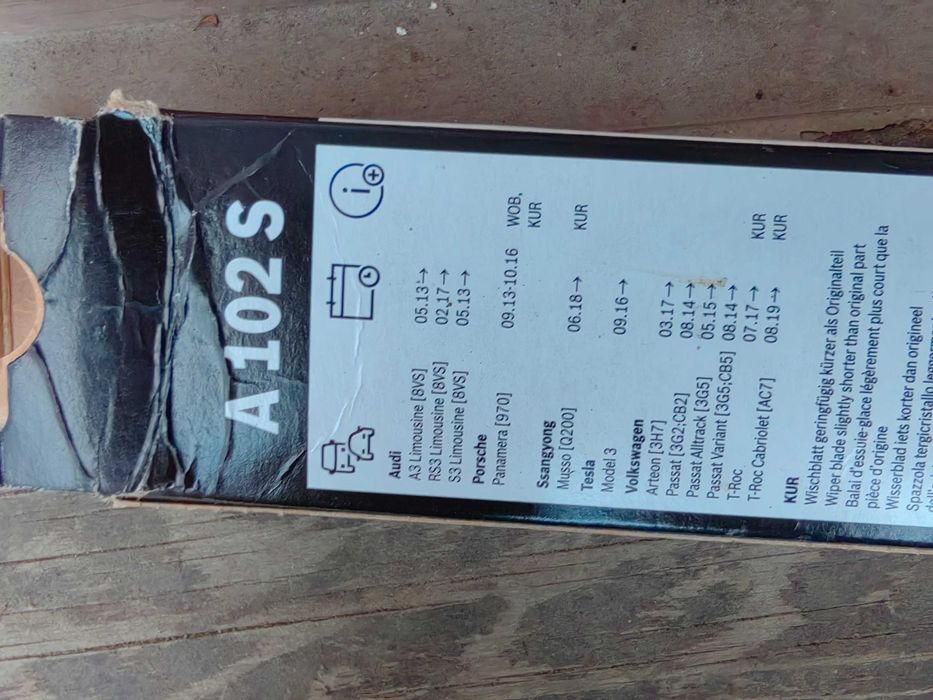 A 102 S
Audi
A3 Limousine [8VS] 05.13→
RS3 Limousine [8VS] 02.17→
S3 Limousine [8VS] 05.13→
Porsche
Panamera [970] 09.13-10.16 WOB,
KUR
Ssangyong
Musso [Q200] 06.18→ KUR
Tesla
Model 3 09.16→
Volkswagen
Arteon [3H7] 03.17→
Passat [3G2;CB2] 08.14→
Passat Alltrack [3G5] 05.15→
Passat Variant [3G5;CB5] 08.14→
T-Roc 07.17→ KUR
T-Roc Cabriolet [AC7] 08.19→ KUR
KUR
Wischblatt geringfügig kürzer als Originalteil
Wiper blade slightly shorter than original part
Balai d'essuie-glace légèrement plus court que la
pièce d'origine
Wisserblad iets korter dan origineel
Spazzola tergicristallo